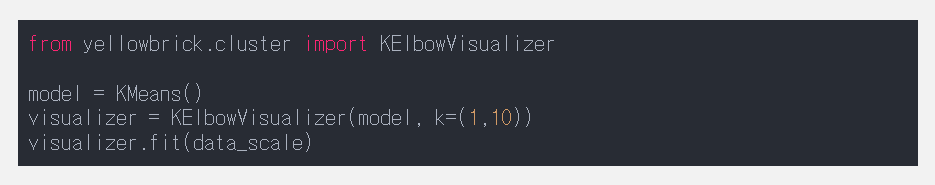 from yellowbrick.cluster import KElbowVisualizer
model = KMeans()
visualizer = KElbowVisualizer(model, k=(1,10))
visualizer.fit(data_scale)